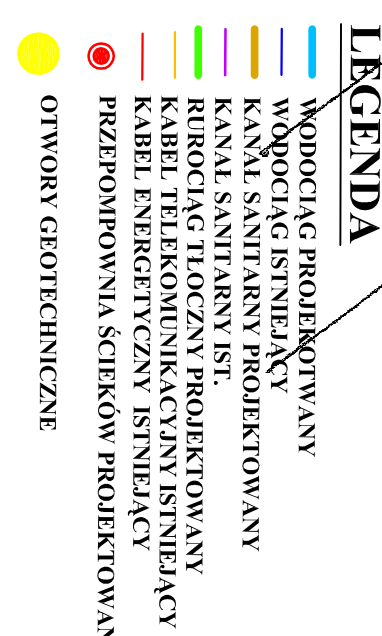 LEGENDA
WODOCIĄG PROJEKOTWANY
WODOCIĄG ISTNIEJĄCY
KANAŁ SANITARNY PROJEKTOWANY
KANAŁ SANITARNY IST.
RUROCIĄG TŁOCZNY PROJEKTOWANY
KABEL TELEKOMUNIKACYJNY ISTNIEJĄCY
KABEL ENERGETYCZNY ISTNIEJĄCY
PRZEPOMPOWNIA ŚCIEKÓW PROJEKTOWAN
OTWORY GEOTECHNICZNE